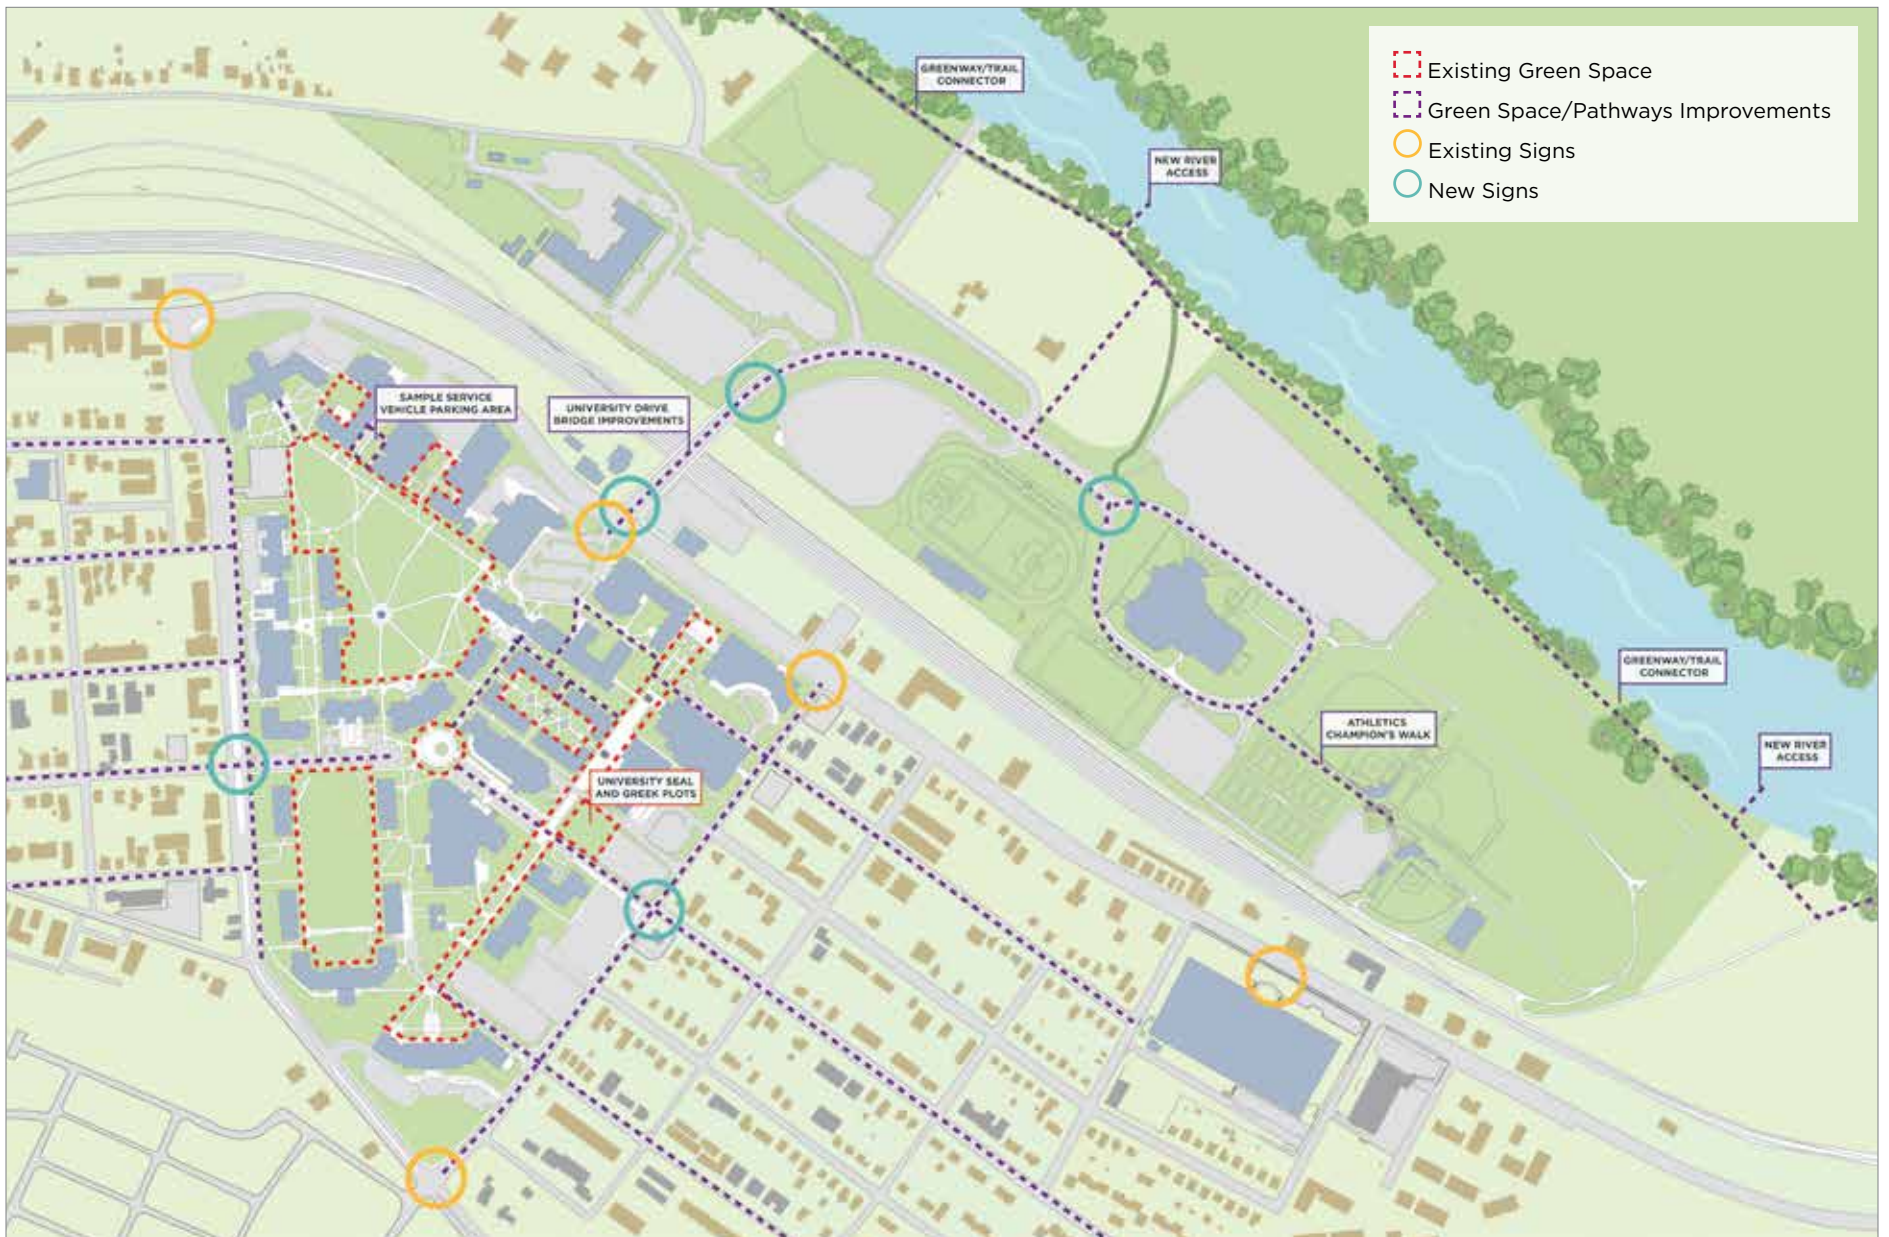 GREENWAY/TRAIL
CONNECTOR
Existing Green Space
Green Space/Pathways Improvements
Existing Signs
New Signs
NEW RIVER
ACCESS
SAMPLE SERVICE
VEHICLE PARKING AREA
UNIVERSITY DRIVE
BRIDGE IMPROVEMENTS
GREENWAY/TRAIL
CONNECTOR
ATHLETICS
CHAMPION'S WALK
NEW RIVER
ACCESS
UNIVERSITY SEAL
AND GREEK PLOTS